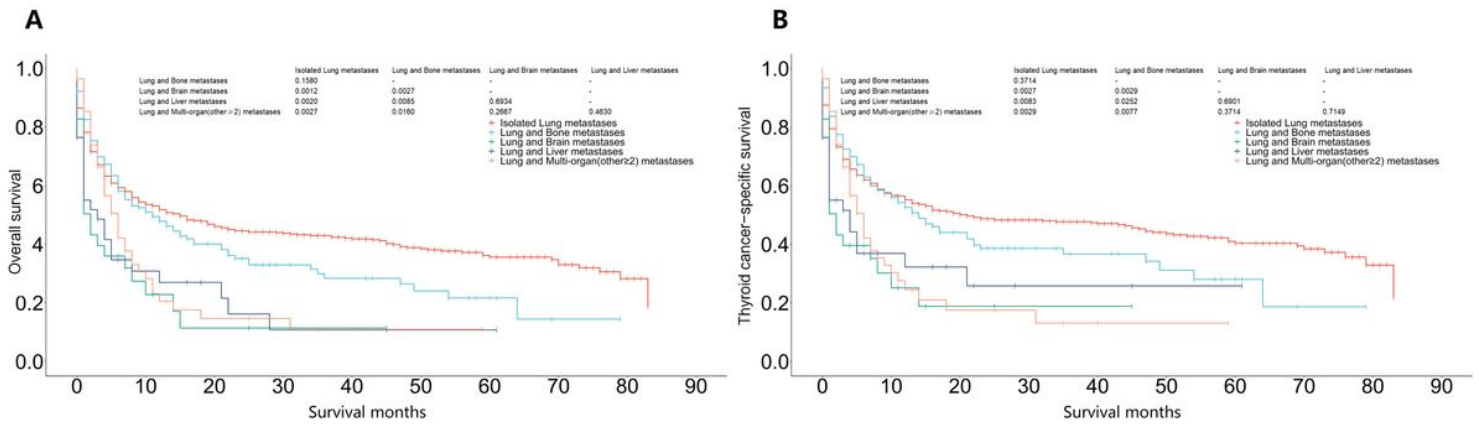 A
B
Isolated Lung metastases Lung and Bone metastases Lung and Brain metastases Lung and Liver metastases
Lung and Bone metastases 0.1580 - - -
Lung and Brain metastases 0.0012 0.0027 - -
Lung and Liver metastases 0.0020 0.0085 0.6934 -
Lung and Multi-organ(other≥2) metastases 0.0027 0.0160 0.2667 0.4630
Isolated Lung metastases
Lung and Bone metastases
Lung and Brain metastases
Lung and Liver metastases
Lung and Multi-organ(other≥2) metastases
Overall survival
1.0
0.8
6
4
0.2
0.0
0 10 20 30 40 50 60 70 80 90
Survival months
Isolated Lung metastases Lung and Bone metastases Lung and Brain metastases Lung and Liver metastases
Lung and Bone metastases 0.3714 - - -
Lung and Brain metastases 0.0027 0.0029 - -
Lung and Liver metastases 0.0083 0.0252 0.6901 -
Lung and Multi-organ(other≥2) metastases 0.0029 0.0077 0.3714 0.7149
Isolated Lung metastases
Lung and Bone metastases
Lung and Brain metastases
Lung and Liver metastases
Lung and Multi-organ(other≥2) metastases
Thyroid cancer-specific survival
1.0
0.8
0.6
0.4
0.2
0.0
0 10 20 30 40 50 60 70 80 90
Survival months